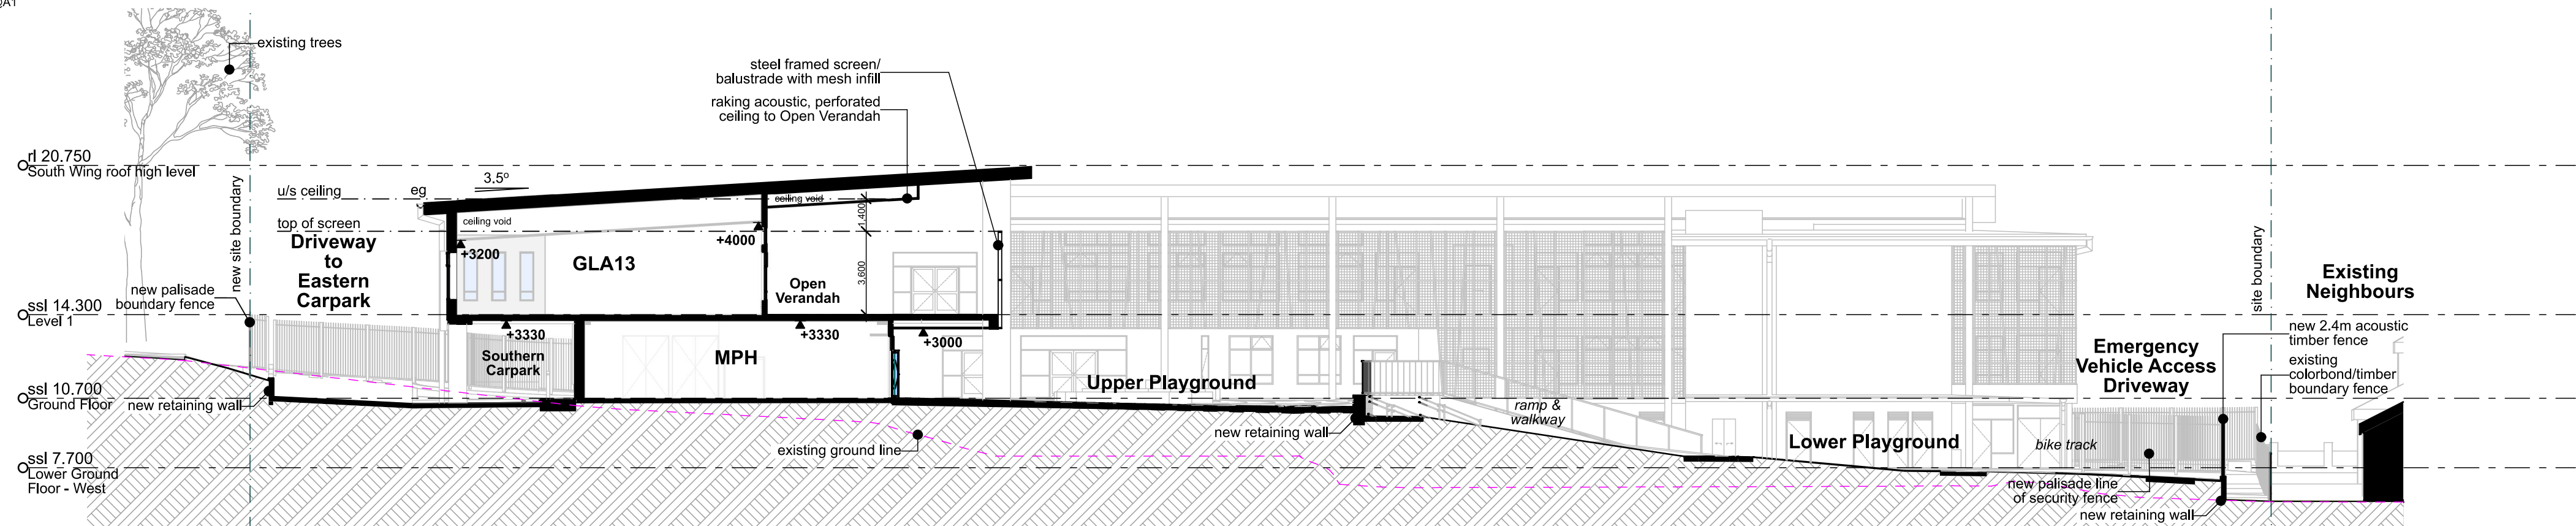 existing trees
steel framed screen/
balustrade with mesh infill
raking acoustic, perforated
ceiling to Open Verandah
rl 20.750
South Wing roof high level
new site boundary
u/s ceiling
eg
3.5º
top of screen
ceiling void
ceiling void
1,400
Driveway
to
Eastern
Carpark
+3200
GLA13
+4000
Open
Verandah
3,600
new palisade
boundary fence
ssl 14.300
Level 1
+3330
Southern
Carpark
MPH
+3330
+3000
ssl 10.700
Ground Floor
new retaining wall
Upper Playground
existing ground line
new retaining wall
ramp &
walkway
Lower Playground
bike track
ssl 7.700
Lower Ground
Floor - West
Emergency
Vehicle Access
Driveway
site boundary
Existing
Neighbours
new 2.4m acoustic
timber fence
existing
colorbond/timber
boundary fence
new palisade line
of security fence
new retaining wall